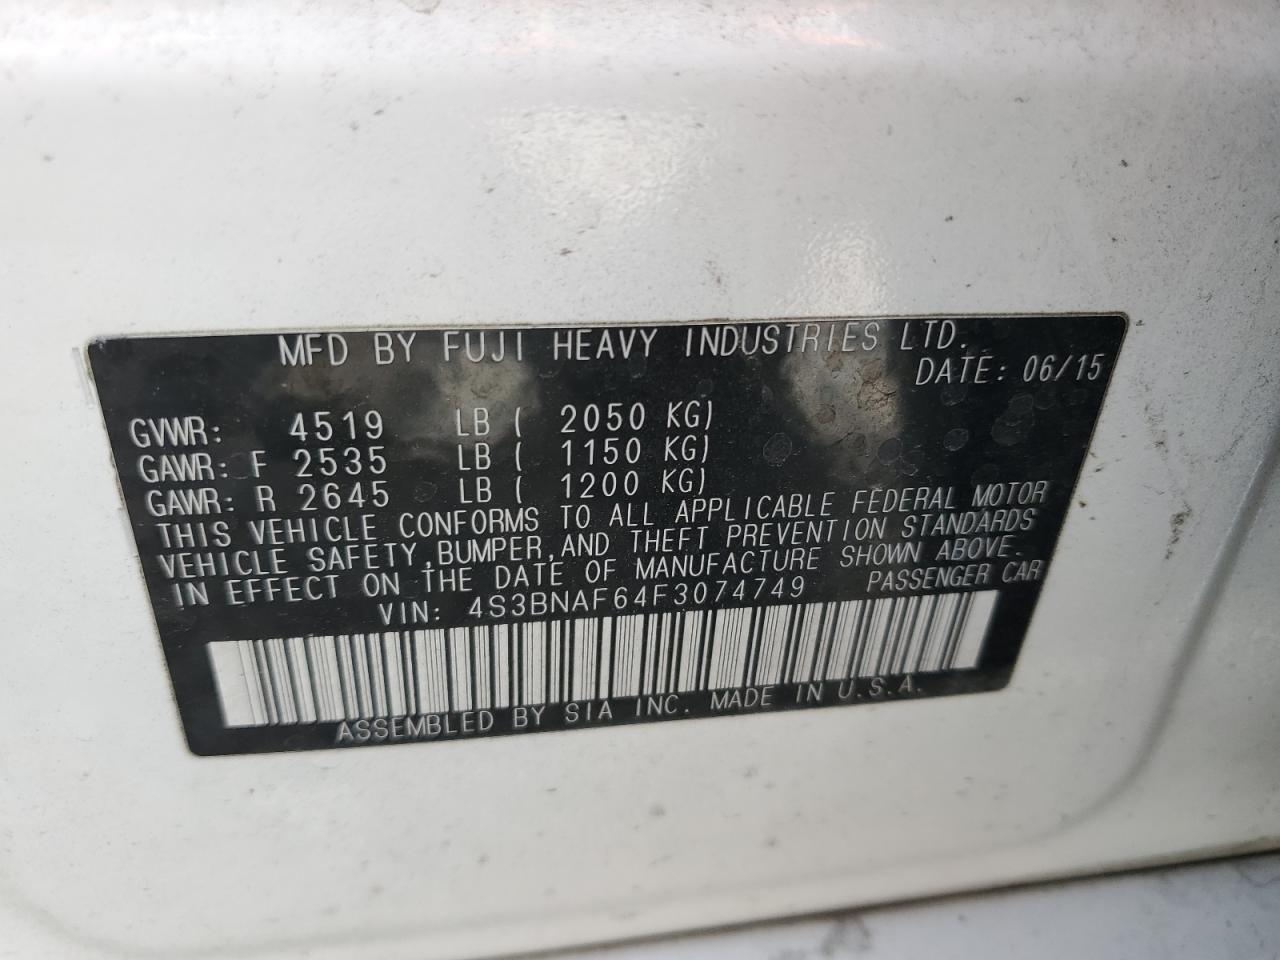 MFD BY FUJI HEAVY INDUSTRIES LTD.
DATE: 06/15
GVWR: 4519 LB ( 2050 KG)
GAWR: F 2535 LB ( 1150 KG)
GAWR: R 2645 LB ( 1200 KG)
THIS VEHICLE CONFORMS TO ALL APPLICABLE FEDERAL MOTOR
VEHICLE SAFETY,BUMPER,AND THEFT PREVENTION STANDARDS
IN EFFECT ON THE DATE OF MANUFACTURE SHOWN ABOVE.
VIN: 4S3BNAF64F3074749 PASSENGER CAR
ASSEMBLED BY SIA INC. MADE IN U.S.A.